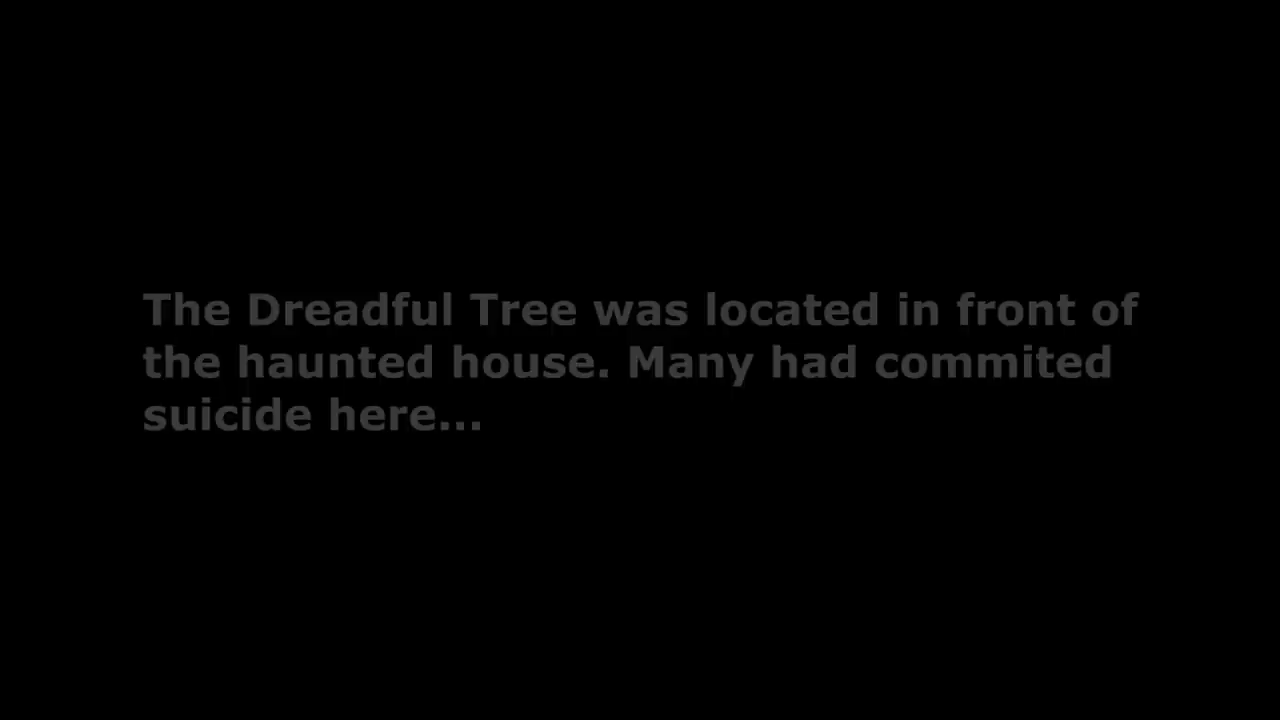 The Dreadful Tree was located in front of
the haunted house. Many had commited
suicide here...